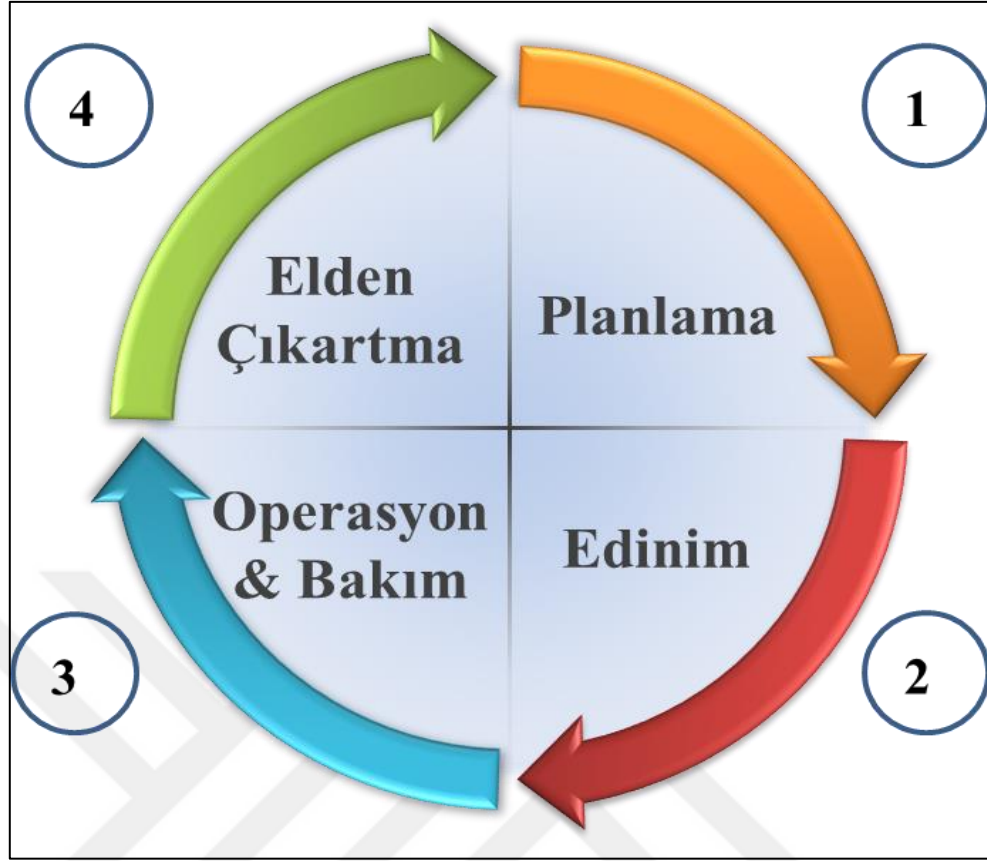 4
1
Elden
Çıkartma
Planlama
Operasyon
& Bakım
Edinim
3
2